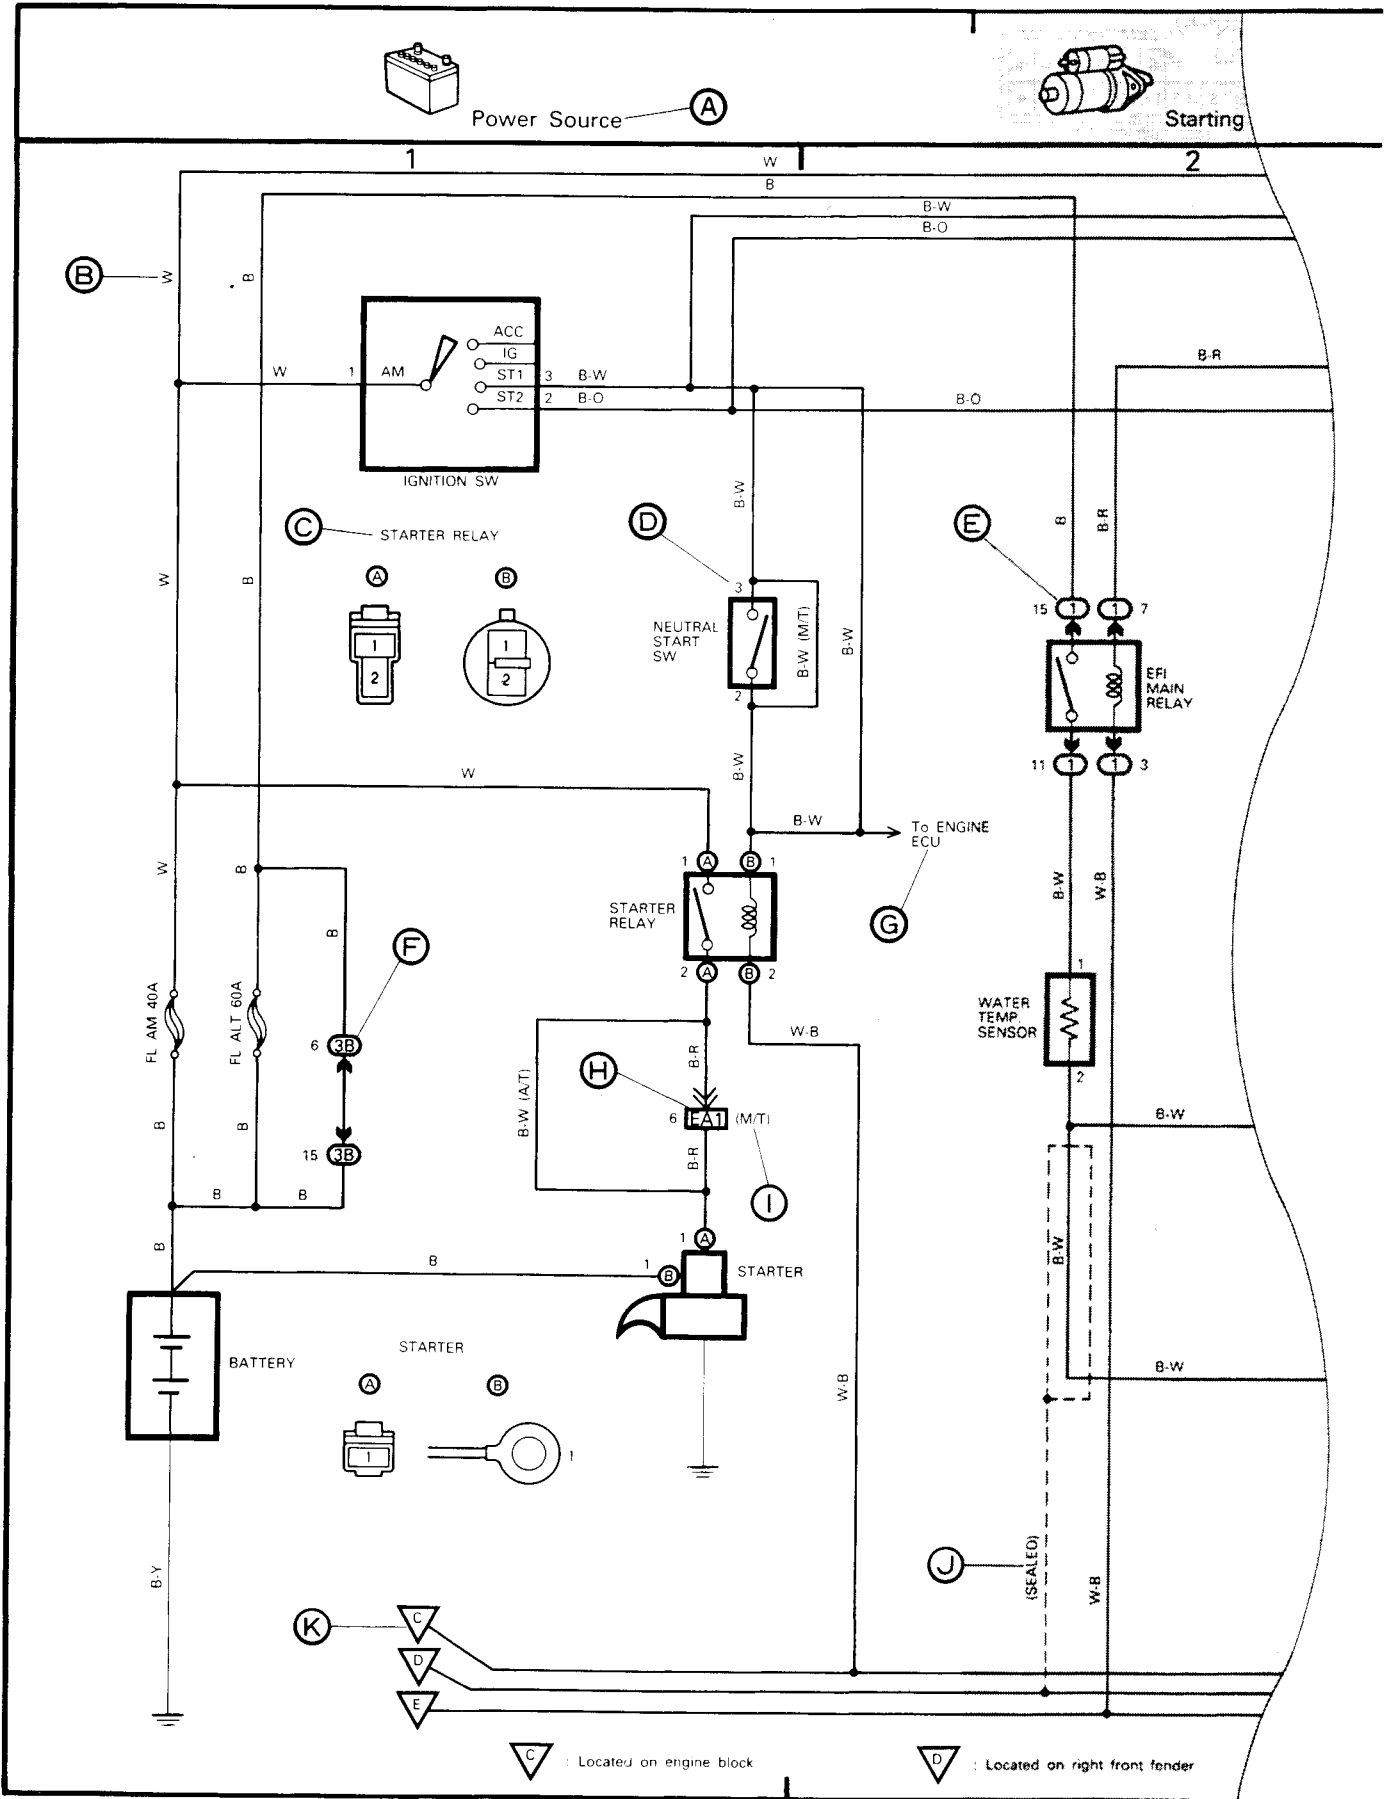 Power Source
A
Starting
1
2
W
B
B-W
B-O
B
W
B
B-R
ACC
IG
W
1
AM
ST1
3
B-W
ST2
2
B-O
B-O
IGNITION SW
B-W
C
STARTER RELAY
D
E
B
B-R
A
B
W
B
3
15
1
1
7
NEUTRAL
START
SW
B-W (M/T)
B-W
1
2
1
2
EFI
MAIN
RELAY
2
B-W
11
1
1
3
W
B-W
To ENGINE
ECU
1
A
B
1
W
B
B-W
W-B
G
STARTER
RELAY
B
F
2
A
B
2
1
WATER
TEMP.
SENSOR
FL AM 40A
FL ALT 60A
6
3B
W-B
B-R
H
2
B-W (A/T)
6
EA1
(M/T)
B-W
B
B
15
3B
B-R
I
B
B
1
A
B
B
1
B
STARTER
B-W
BATTERY
STARTER
B-W
A
B
W-B
1
1
B-Y
J
(SEALED)
W-B
K
C
D
E
C
: Located on engine block
D
: Located on right front fender